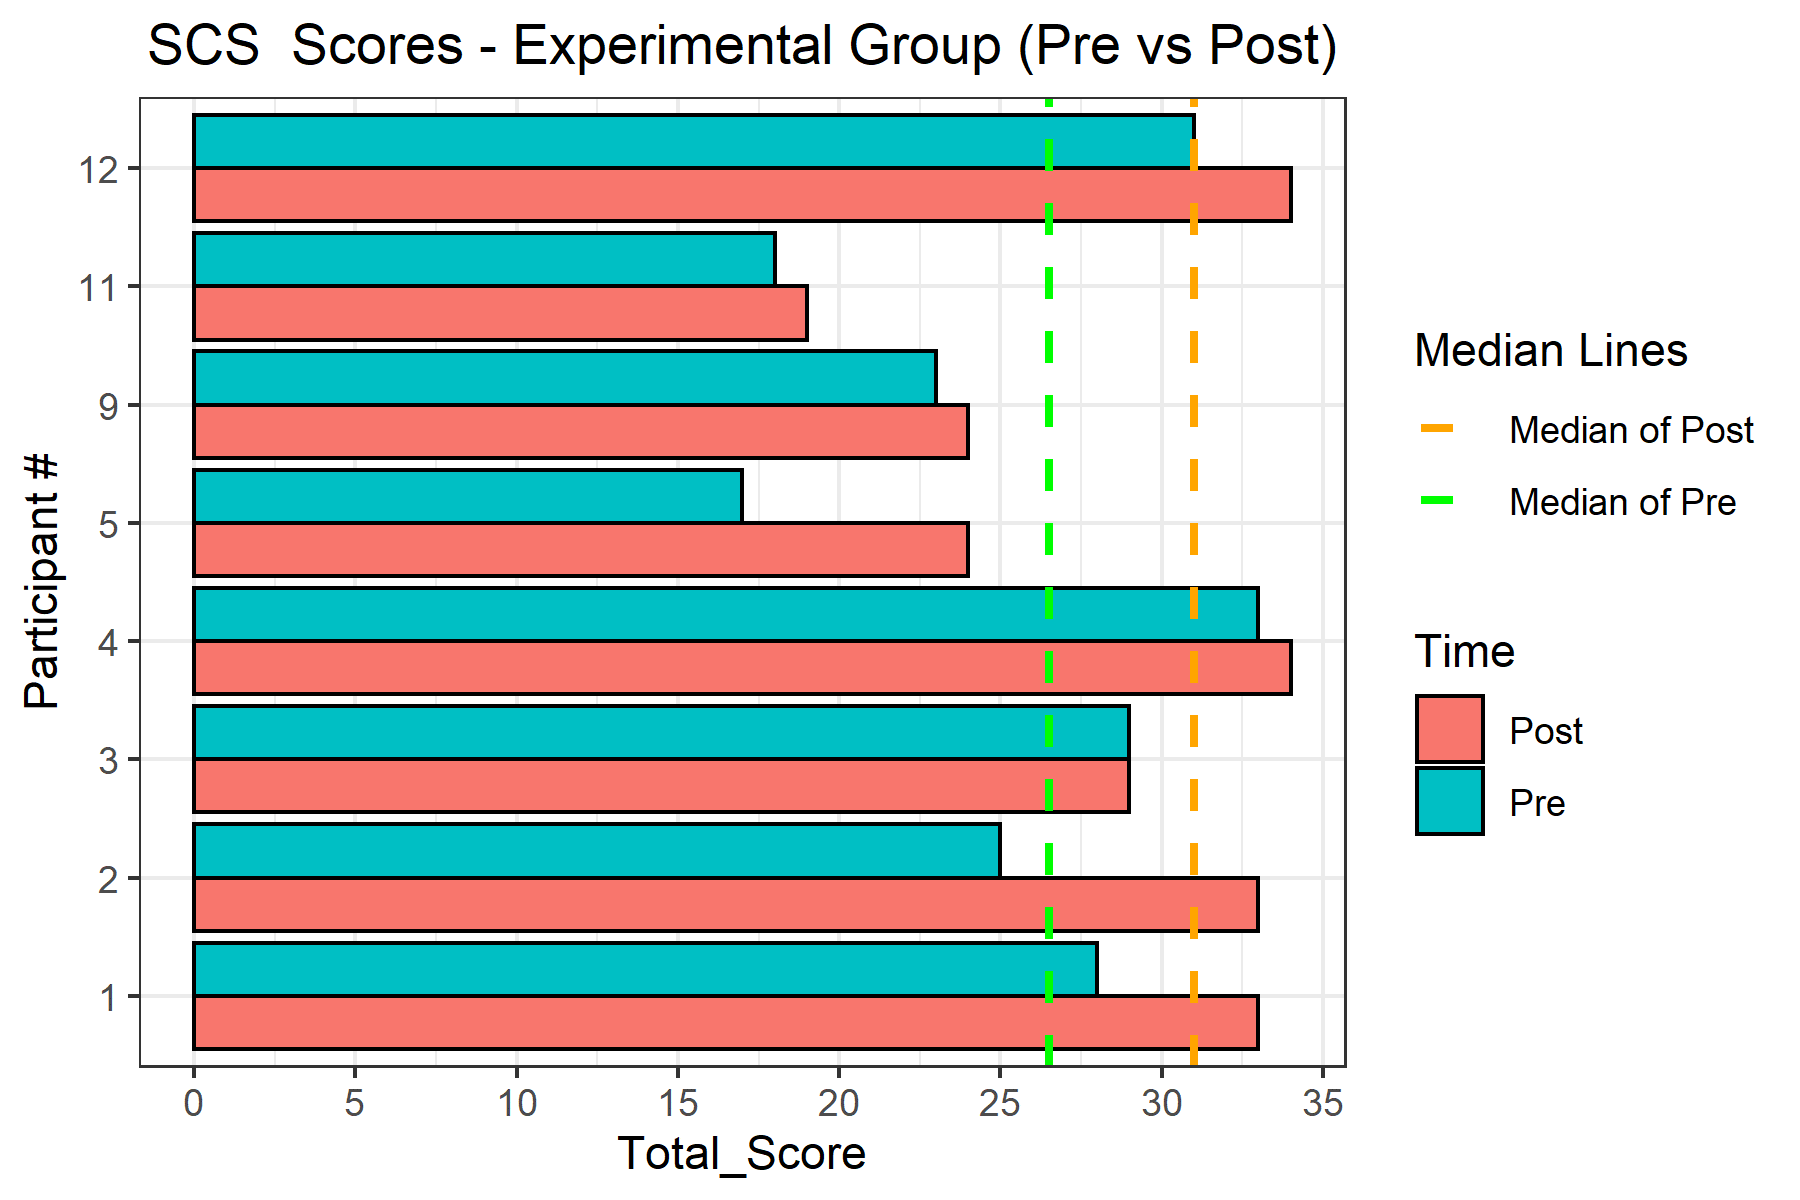 SCS  Scores - Experimental Group (Pre vs Post)
Participant #
12
11
9
5
4
3
2
1
0 5 10 15 20 25 30 35
Total_Score
Median Lines
Median of Post
Median of Pre
Time
Post
Pre